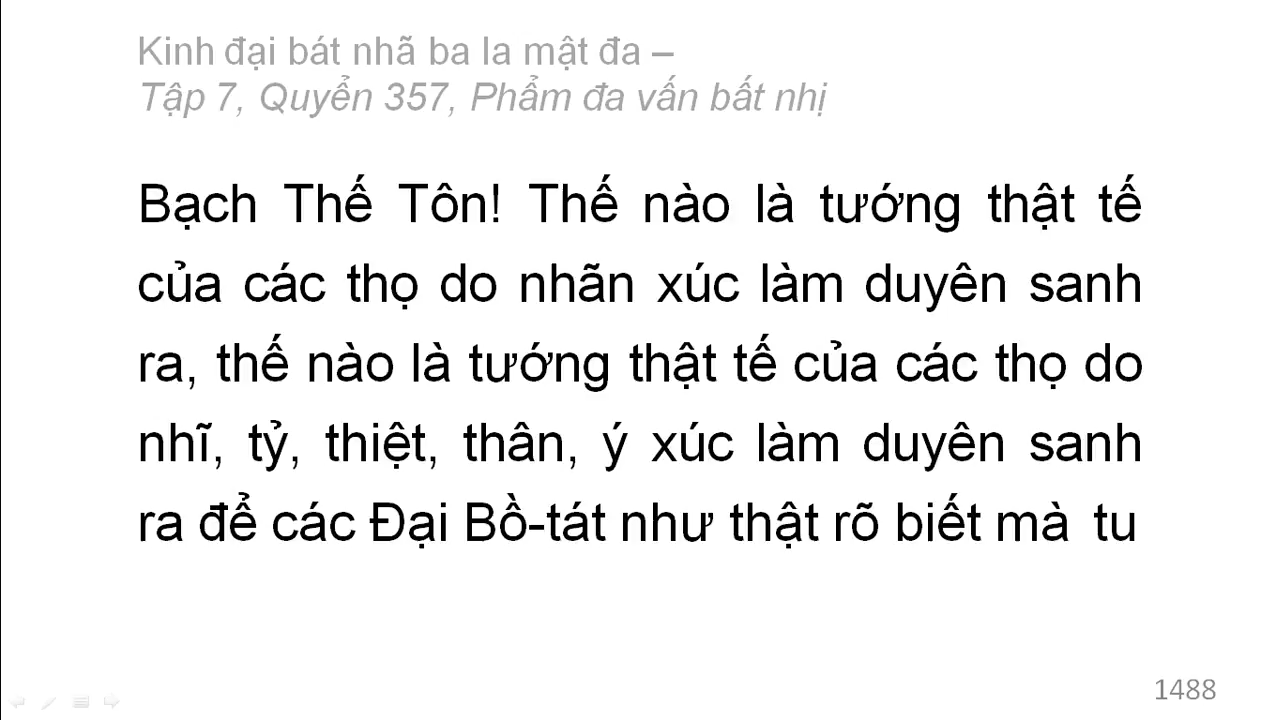 Kinh đại bát nhã ba la mật đa –
Tập 7, Quyển 357, Phẩm đa vấn bất nhị
Bạch Thế Tôn! Thế nào là tướng thật tế
của các thọ do nhãn xúc làm duyên sanh
ra, thế nào là tướng thật tế của các thọ do
nhĩ, tỷ, thiệt, thân, ý xúc làm duyên sanh
ra để các Đại Bồ-tát như thật rõ biết mà tu
1488